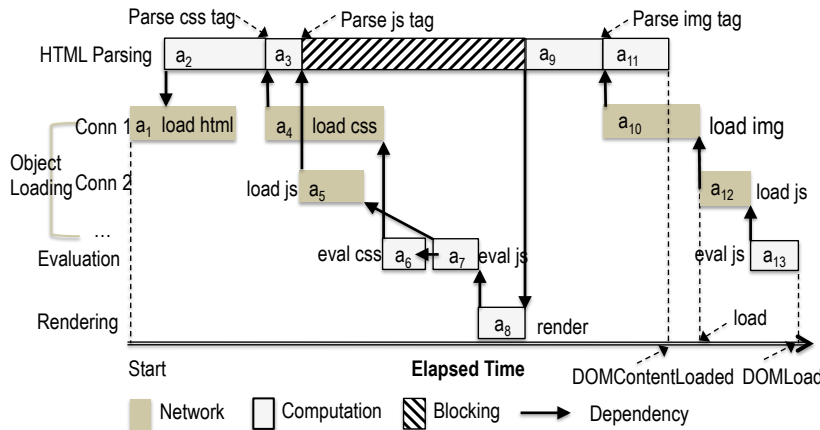 Parse css tag
Parse js tag
Parse img tag
HTML Parsing
a2
a3
a9
a11
Conn 1
a1 load html
a4 load css
a10
load img
Object
Loading
Conn 2
load js
a5
a12
load js
...
Evaluation
eval css
a6
a7
eval js
eval js
a13
Rendering
a8
render
load
Start
Elapsed Time
DOMContentLoaded
DOMLoad
Network
Computation
Blocking
Dependency